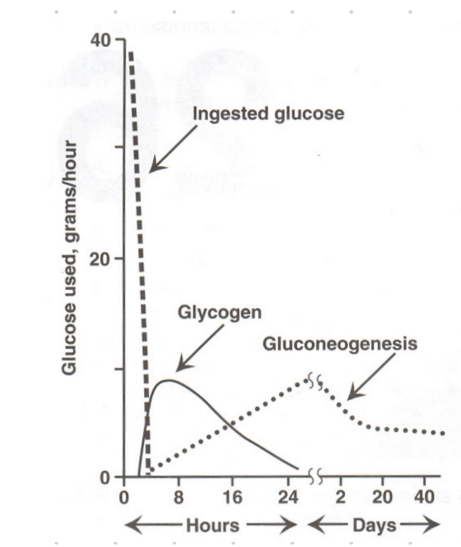 40
Ingested glucose
Glucose used, grams/hour
20
Glycogen
Gluconeogenesis
0
0 8 16 24 2 20 40
Hours Days